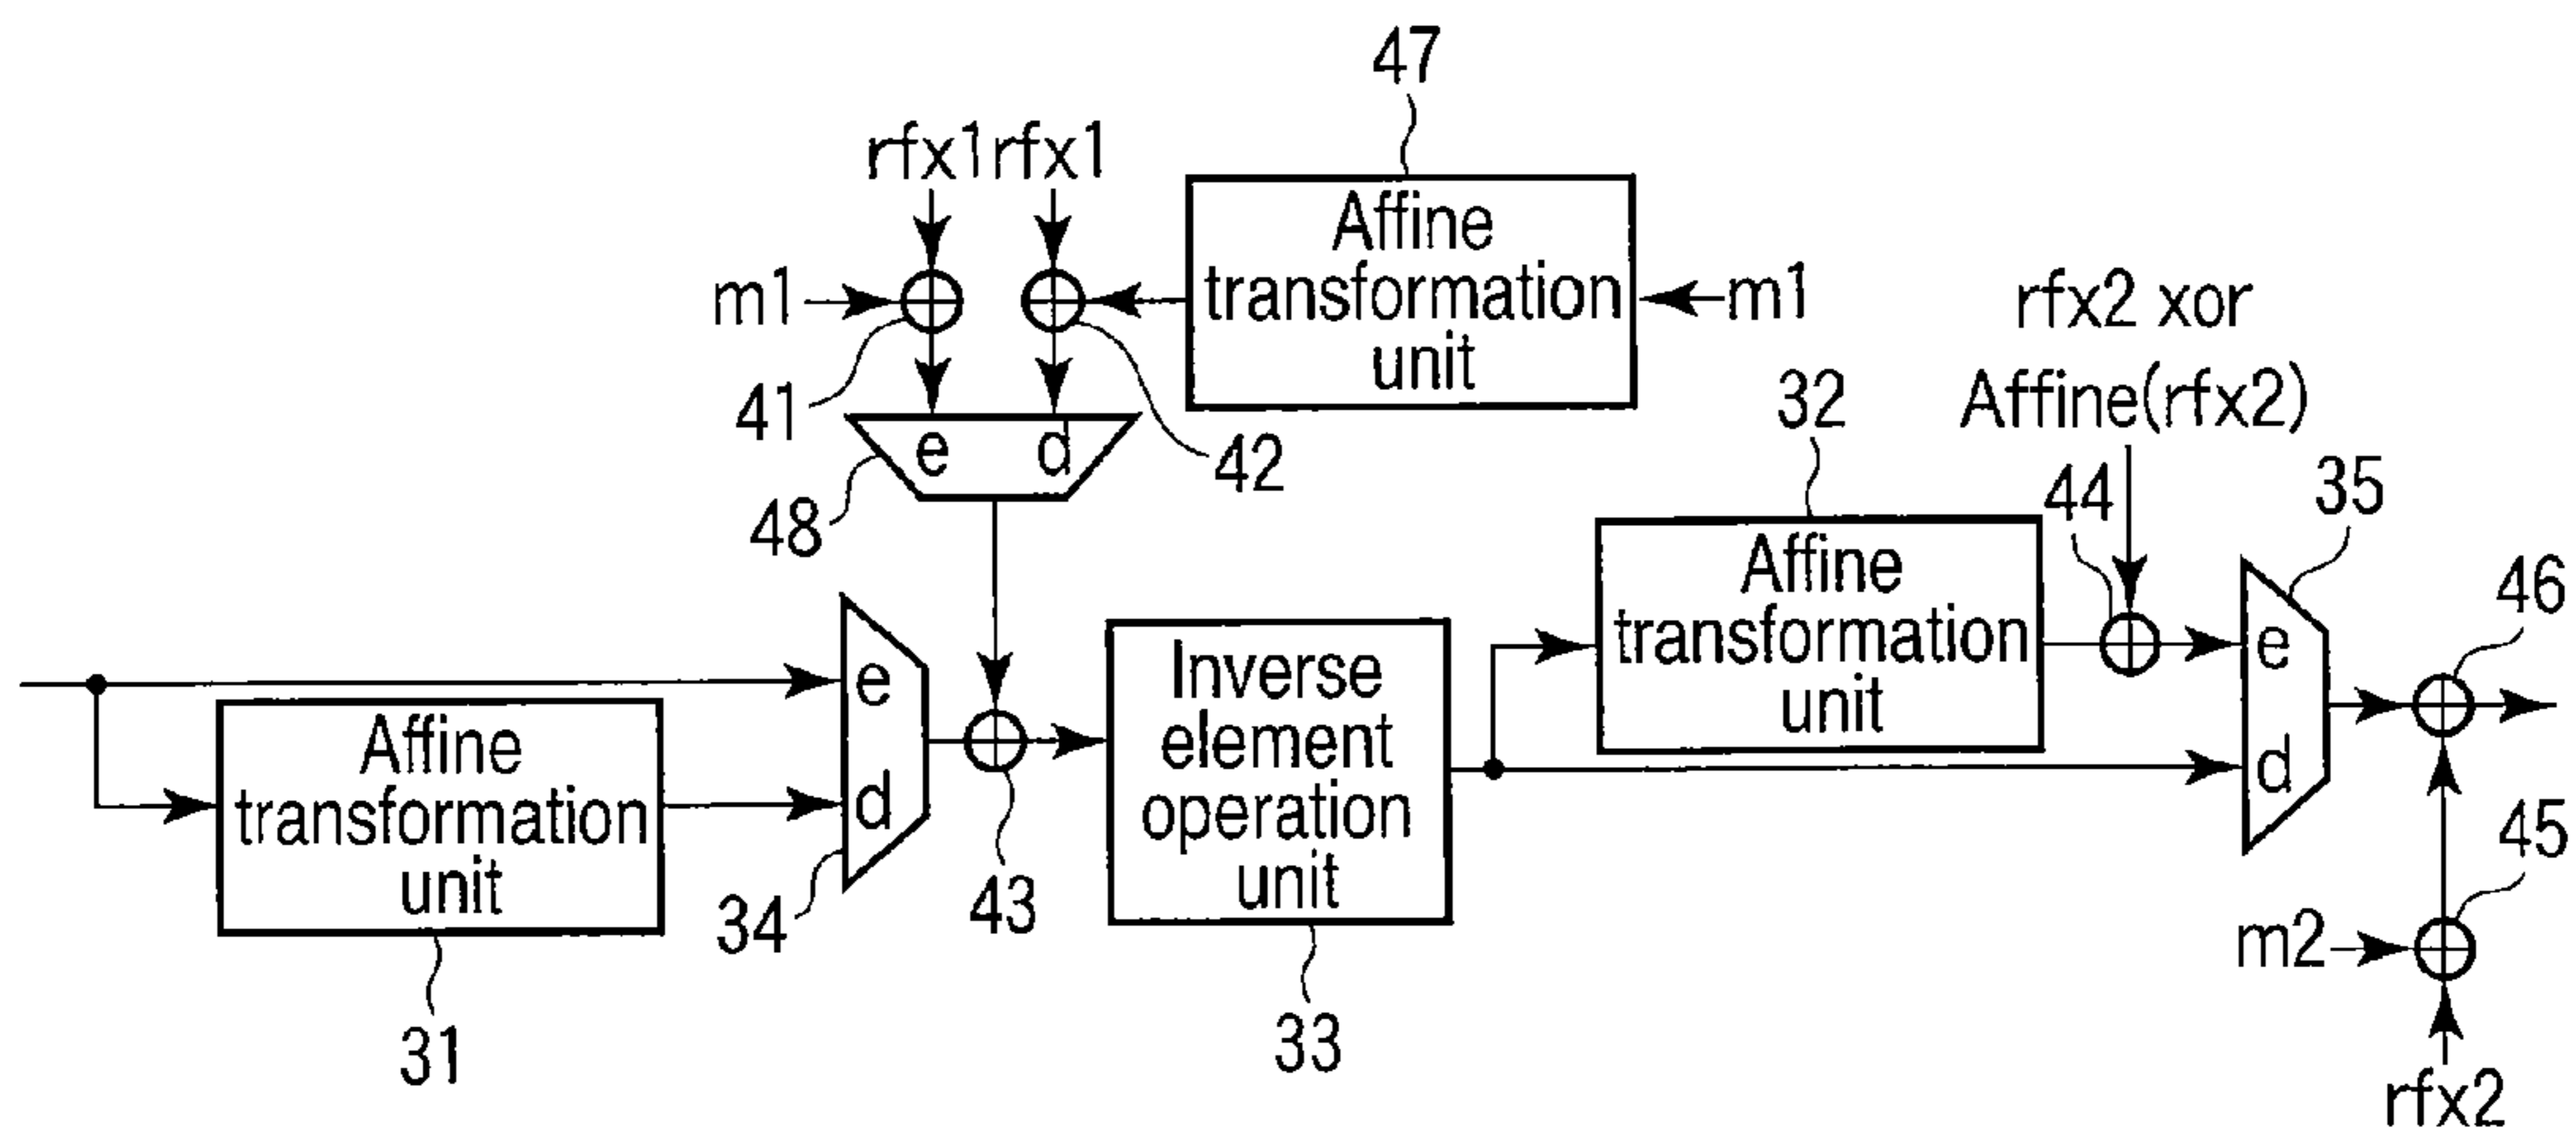 47
rfx1 rfx1
Affine
transformation
unit
m1
m1
rfx2 xor
Affine(rfx2)
41
42
e d
48
32
44
35
46
Affine
transformation
unit
e
d
e
d
Affine
transformation
unit
Inverse
element
operation
unit
34
43
45
m2
31
33
rfx2